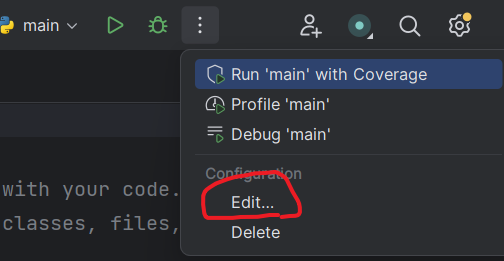 main
Run 'main' with Coverage
Profile 'main'
Debug 'main'
Configuration
with your code.
Edit...
classes, files,
Delete